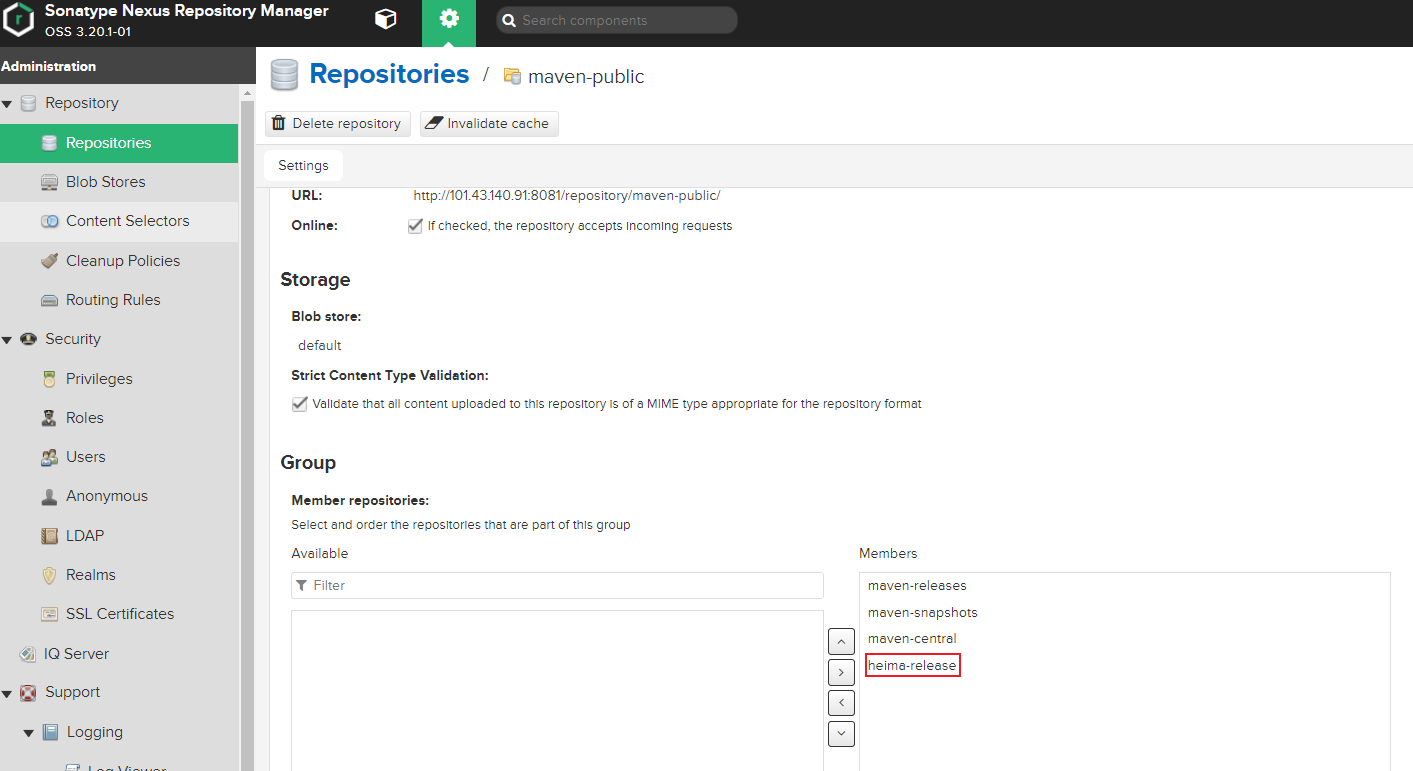 Sonatype Nexus Repository Manager
OSS 3.20.1-01
Search components
Administration
Repository
Repositories
Blob Stores
Content Selectors
Cleanup Policies
Routing Rules
Security
Privileges
Roles
Users
Anonymous
LDAP
Realms
SSL Certificates
IQ Server
Support
Logging
Log Viewer
Repositories / maven-public
Delete repository
Invalidate cache
Settings
URL: http://101.43.140.91:8081/repository/maven-public/
Online: If checked, the repository accepts incoming requests
Storage
Blob store:
default
Strict Content Type Validation:
Validate that all content uploaded to this repository is of a MIME type appropriate for the repository format
Group
Member repositories:
Select and order the repositories that are part of this group
Available
Filter
Members
maven-releases
maven-snapshots
maven-central
heima-release